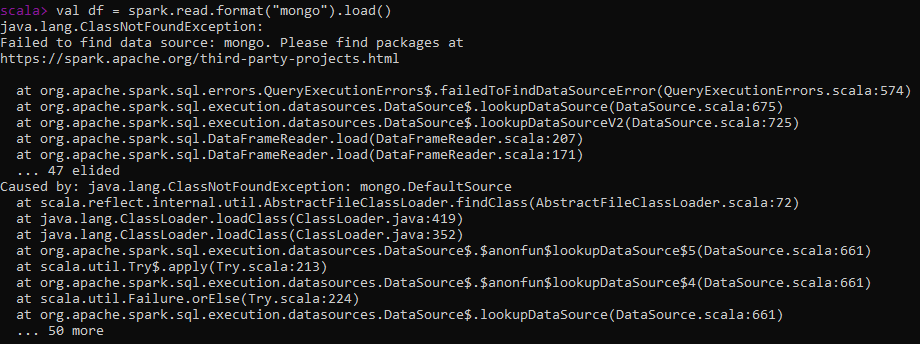 scala> val df = spark.read.format("mongo").load()
java.lang.ClassNotFoundException:
Failed to find data source: mongo. Please find packages at
https://spark.apache.org/third-party-projects.html
  at org.apache.spark.sql.errors.QueryExecutionErrors$.failedToFindDataSourceError(QueryExecutionErrors.scala:574)
  at org.apache.spark.sql.execution.datasources.DataSource$.lookupDataSource(DataSource.scala:675)
  at org.apache.spark.sql.execution.datasources.DataSource$.lookupDataSourceV2(DataSource.scala:725)
  at org.apache.spark.sql.DataFrameReader.load(DataFrameReader.scala:207)
  at org.apache.spark.sql.DataFrameReader.load(DataFrameReader.scala:171)
  ... 47 elided
Caused by: java.lang.ClassNotFoundException: mongo.DefaultSource
  at scala.reflect.internal.util.AbstractFileClassLoader.findClass(AbstractFileClassLoader.scala:72)
  at java.lang.ClassLoader.loadClass(ClassLoader.java:419)
  at java.lang.ClassLoader.loadClass(ClassLoader.java:352)
  at org.apache.spark.sql.execution.datasources.DataSource$.$anonfun$lookupDataSource$5(DataSource.scala:661)
  at scala.util.Try$.apply(Try.scala:213)
  at org.apache.spark.sql.execution.datasources.DataSource$.$anonfun$lookupDataSource$4(DataSource.scala:661)
  at scala.util.Failure.orElse(Try.scala:224)
  at org.apache.spark.sql.execution.datasources.DataSource$.lookupDataSource(DataSource.scala:661)
  ... 50 more